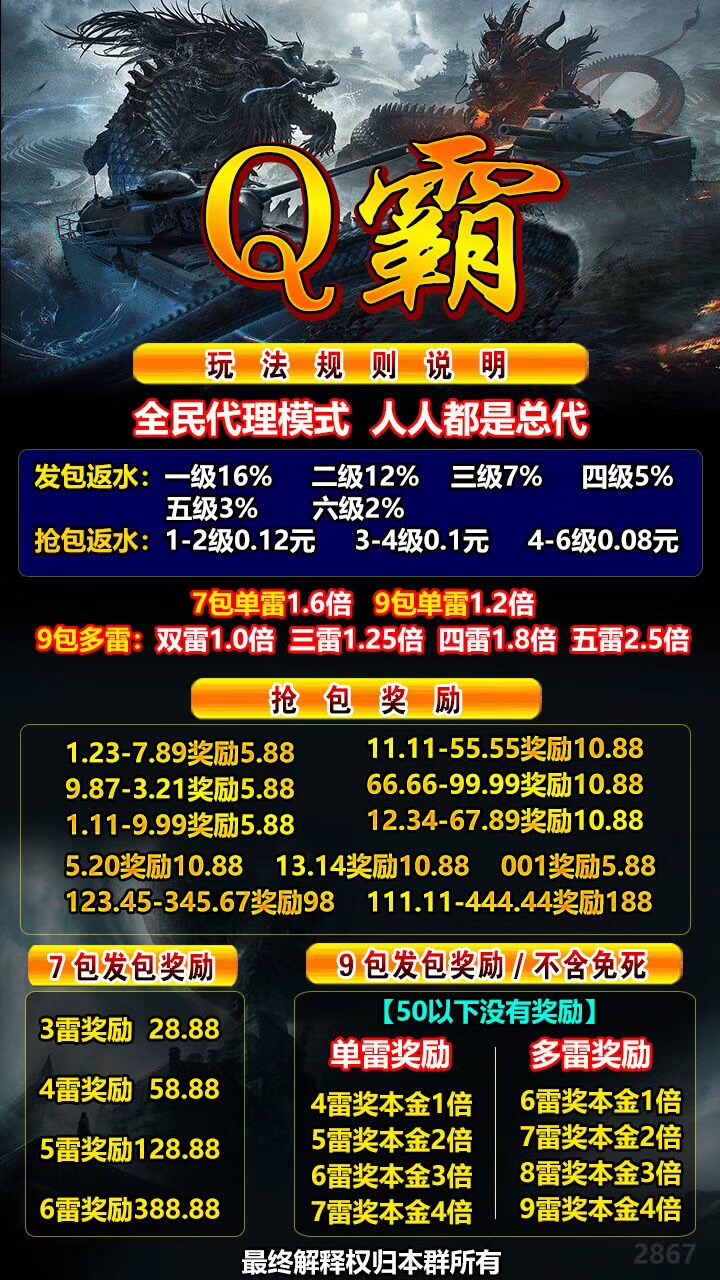 Q霸
玩法规则说明
全民代理模式 人人都是总代
发包返水：一级16% 二级12% 三级7% 四级5%
五级3% 六级2%
抢包返水：1-2级0.12元 3-4级0.1元 4-6级0.08元
7包单雷1.6倍 9包单雷1.2倍
9包多雷：双雷1.0倍 三雷1.25倍 四雷1.8倍 五雷2.5倍
抢包奖励
1.23-7.89奖励5.88 11.11-55.55奖励10.88
9.87-3.21奖励5.88 66.66-99.99奖励10.88
1.11-9.99奖励5.88 12.34-67.89奖励10.88
5.20奖励10.88 13.14奖励10.88 001奖励5.88
123.45-345.67奖励98 111.11-444.44奖励188
7包发包奖励
3雷奖励 28.88
4雷奖励 58.88
5雷奖励128.88
6雷奖励388.88
9包发包奖励/不含免死
【50以下没有奖励】
单雷奖励
4雷奖本金1倍
5雷奖本金2倍
6雷奖本金3倍
7雷奖本金4倍
多雷奖励
6雷奖本金1倍
7雷奖本金2倍
8雷奖本金3倍
9雷奖本金4倍
最终解释权归本群所有
2867